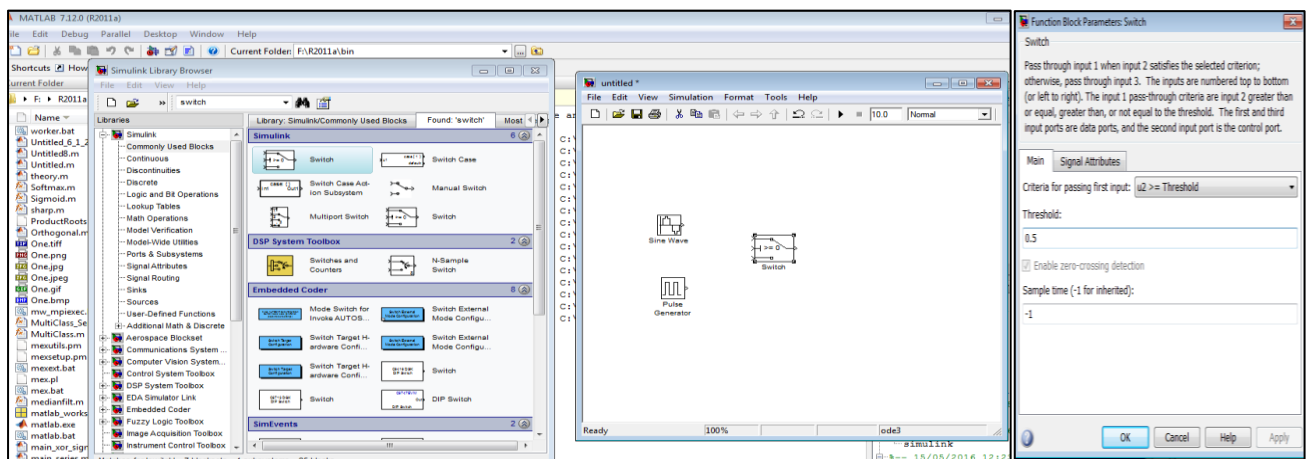 MATLAB 7.12.0 (R2011a)
File Edit Debug Parallel Desktop Window Help
Current Folder: F:\R2011a\bin
Shortcuts How
Current Folder
F: ▸ R2011a
Name
worker.bat
Untitled_6_1_2
Untitled8.m
Untitled.m
theory.m
Softmax.m
Sigmoid.m
sharp.m
ProductRoots
Orthogonal.m
One.tiff
One.png
One.jpg
One.jpeg
One.gif
One.bmp
mw_mpiexec.
MultiClass_Se
MultiClass.m
mexutils.pm
mexsetup.pm
mexext.bat
mex.pl
mex.bat
medianfilt.m
matlab_works
matlab.exe
matlab.bat
main_xor_sign
main_series.m
Simulink Library Browser
File Edit View Help
switch
Libraries
Simulink
Commonly Used Blocks
Continuous
Discontinuities
Discrete
Logic and Bit Operations
Lookup Tables
Math Operations
Model Verification
Model-Wide Utilities
Ports & Subsystems
Signal Attributes
Signal Routing
Sinks
Sources
User-Defined Functions
Additional Math & Discrete
Aerospace Blockset
Communications System ...
Computer Vision System...
Control System Toolbox
DSP System Toolbox
EDA Simulator Link
Embedded Coder
Fuzzy Logic Toolbox
Image Acquisition Toolbox
Instrument Control Toolbox
Library: Simulink/Commonly Used Blocks Found: 'switch' Most
Simulink 6
Switch Switch Case
Switch Case Act-
ion Subsystem
Manual Switch
Multiport Switch Switch
DSP System Toolbox 2
Switches and
Counters
N-Sample
Switch
Embedded Coder 8
Mode Switch for
Invoke AUTOS...
Switch External
Mode Configu...
Switch Target H-
ardware Confi...
Switch External
Mode Configu...
Switch Target H-
ardware Confi...
Switch
Switch DIP Switch
SimEvents 2
untitled *
File Edit View Simulation Format Tools Help
10.0 Normal
Sine Wave
>= 0
Switch
Pulse
Generator
Ready 100% ode3
simulink
%-- 15/05/2016 12:2
Function Block Parameters: Switch
Switch
Pass through input 1 when input 2 satisfies the selected criterion;
otherwise, pass through input 3. The inputs are numbered top to bottom
(or left to right). The input 1 pass-through criteria are input 2 greater than
or equal, greater than, or not equal to the threshold. The first and third
input ports are data ports, and the second input port is the control port.
Main Signal Attributes
Criteria for passing first input: u2 >= Threshold
Threshold:
0.5
Enable zero-crossing detection
Sample time (-1 for inherited):
-1
OK Cancel Help Apply